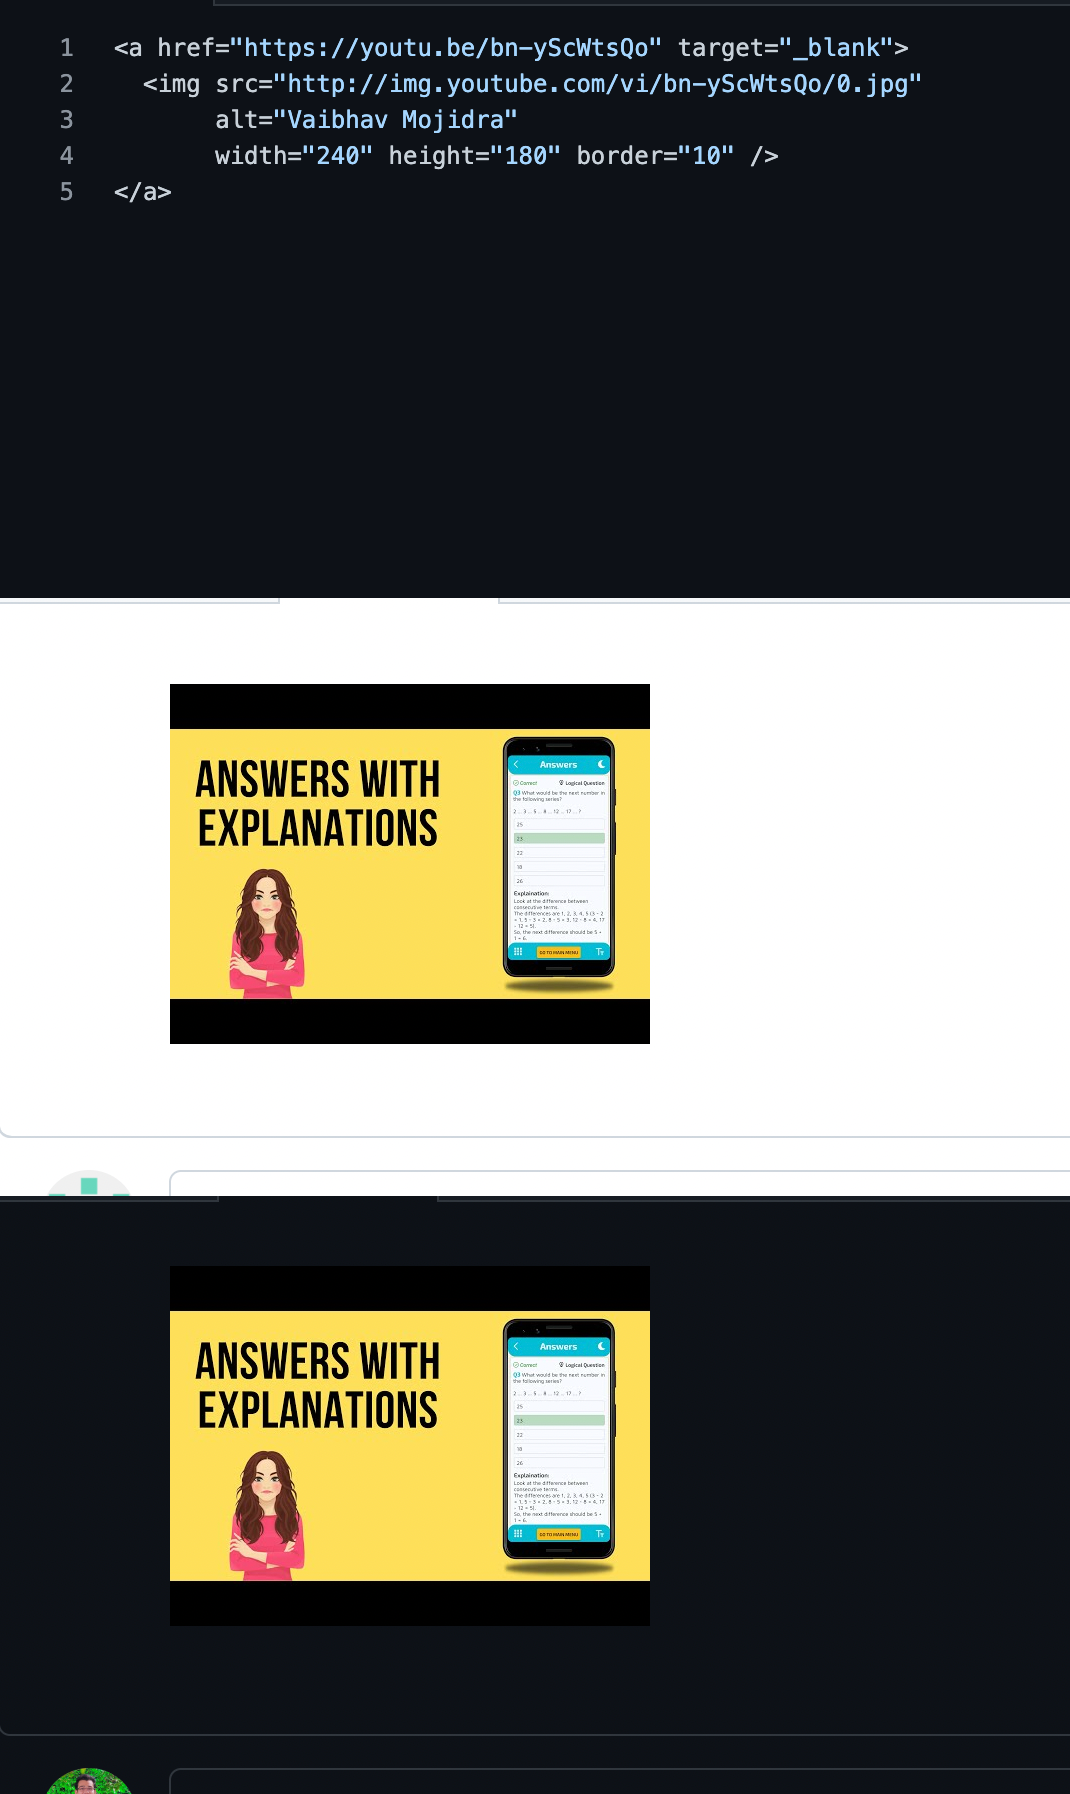 1 <a href="https://youtu.be/bn-yScWtsQo" target="_blank">
2 <img src="http://img.youtube.com/vi/bn-yScWtsQo/0.jpg"
3 alt="Vaibhav Mojidra"
4 width="240" height="180" border="10" />
5 </a>
ANSWERS WITH
EXPLANATIONS
Answers
Correct Logical Question
Q3 What would be the next number in
the following series?
2 ... 3 ... 5 ... 8 ... 12 ... 17 ... ?
25
23
22
18
26
Explaination:
Look at the difference between
consecutive terms.
The differences are 1, 2, 3, 4, 5 (3 - 2
= 1, 5 - 3 = 2, 8 - 5 = 3, 12 - 8 = 4, 17
- 12 = 5).
So, the next difference should be 5 +
1 = 6.
GO TO MAIN MENU
TT
ANSWERS WITH
EXPLANATIONS
Answers
Correct Logical Question
Q3 What would be the next number in
the following series?
2 ... 3 ... 5 ... 8 ... 12 ... 17 ... ?
25
23
22
18
26
Explaination:
Look at the difference between
consecutive terms.
The differences are 1, 2, 3, 4, 5 (3 - 2
= 1, 5 - 3 = 2, 8 - 5 = 3, 12 - 8 = 4, 17
- 12 = 5).
So, the next difference should be 5 +
1 = 6.
GO TO MAIN MENU
TT